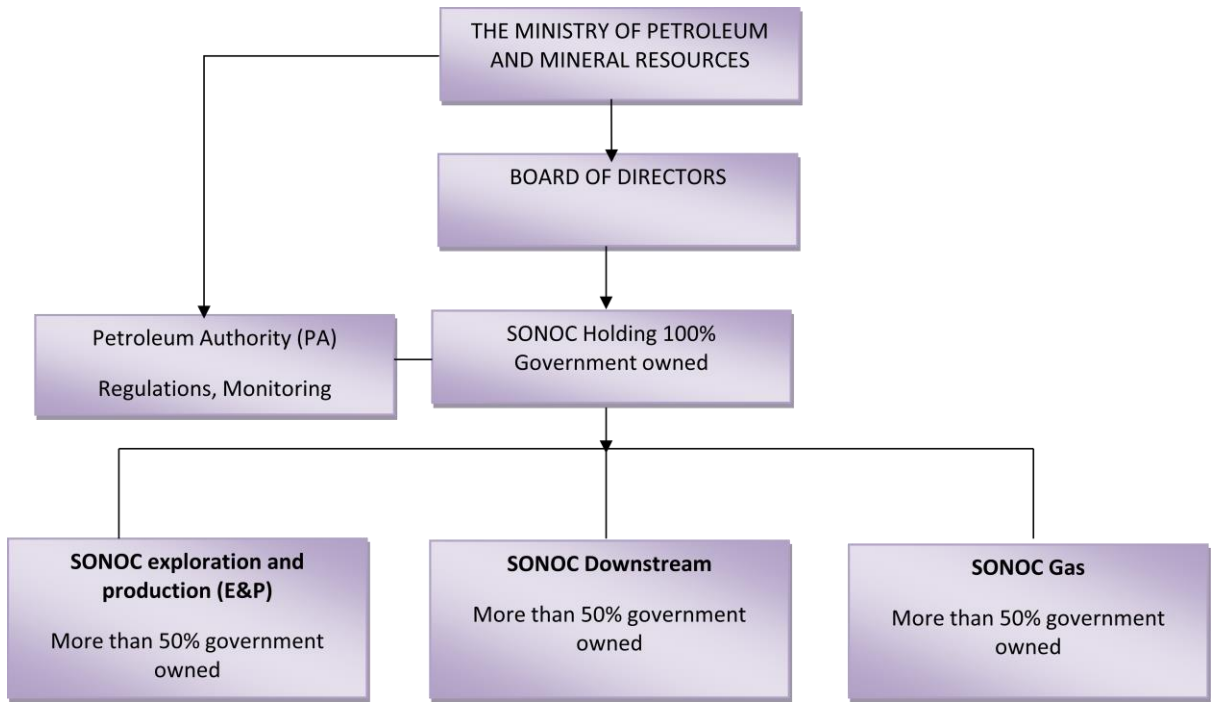 THE MINISTRY OF PETROLEUM
AND MINERAL RESOURCES
BOARD OF DIRECTORS
Petroleum Authority (PA)
Regulations, Monitoring
SONOC Holding 100%
Government owned
SONOC exploration and
production (E&P)
More than 50% government
owned
SONOC Downstream
More than 50% government
owned
SONOC Gas
More than 50% government
owned